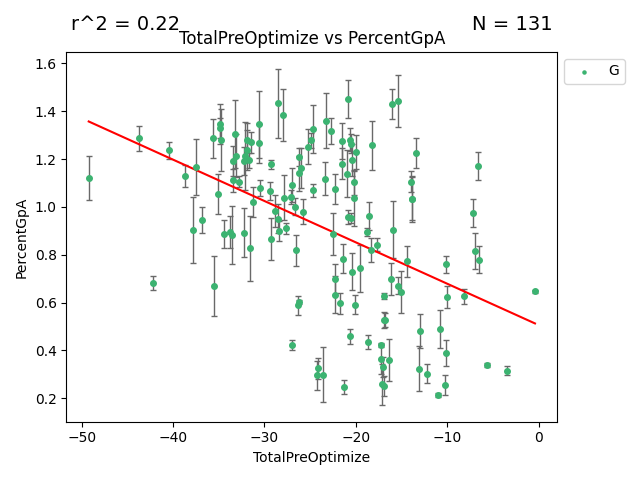 r^2 = 0.22 N = 131
TotalPreOptimize vs PercentGpA
G
1.6
1.4
1.2
1.0
0.8
0.6
0.4
0.2
PercentGpA
−50 −40 −30 −20 −10 0
TotalPreOptimize